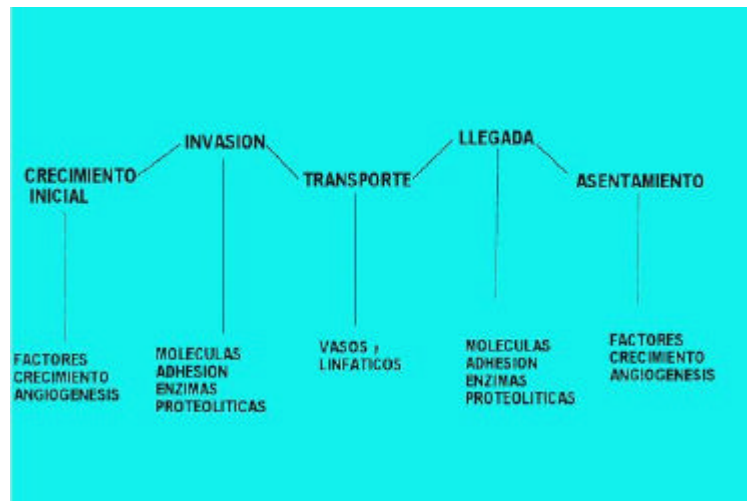 INVASION
LLEGADA
CRECIMIENTO
INICIAL
TRANSPORTE
ASENTAMIENTO
FACTORES
CRECIMIENTO
ANGIOGENESIS
MOLECULAS
ADHESION
ENZIMAS
PROTEOLITICAS
VASOS y
LINFATICOS
MOLECULAS
ADHESION
ENZIMAS
PROTEOLITICAS
FACTORES
CRECIMIENTO
ANGIOGENESIS